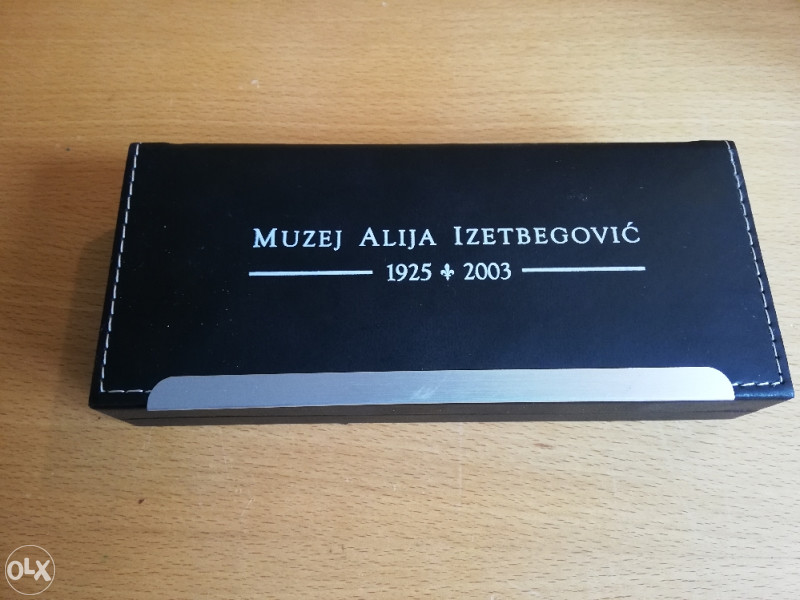 MUZEJ ALIJA IZETBEGOVIĆ
1925 ⚜ 2003
OLX